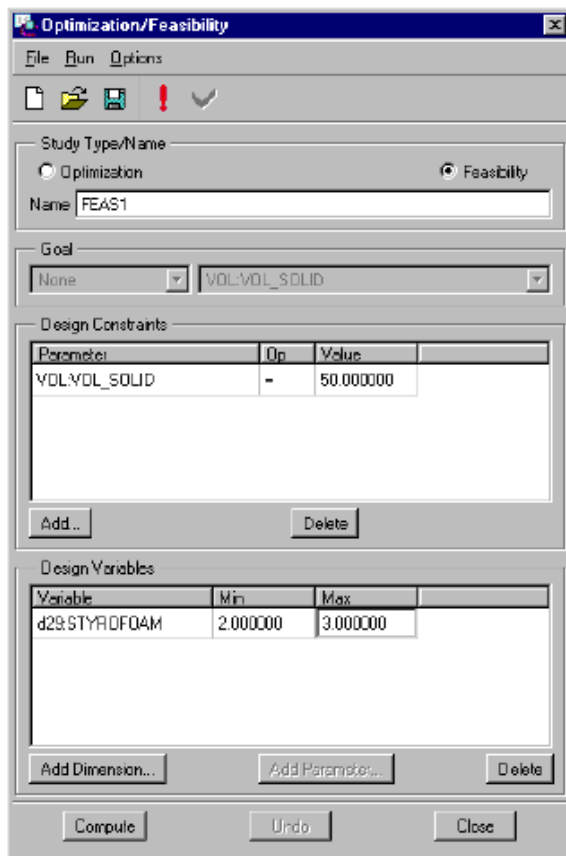 Optimization/Feasibility
File Run Options
Study Type/Name
Optimization Feasibility
Name FEAS1
Goal
None VOL:VOL_SOLID
Design Constraints
Parameter Op Value
VOL:VOL_SOLID = 50.000000
Add... Delete
Design Variables
Variable Min Max
d29:STYROFOAM 2.000000 3.000000
Add Dimension... Add Parameter... Delete
Compute Undo Close